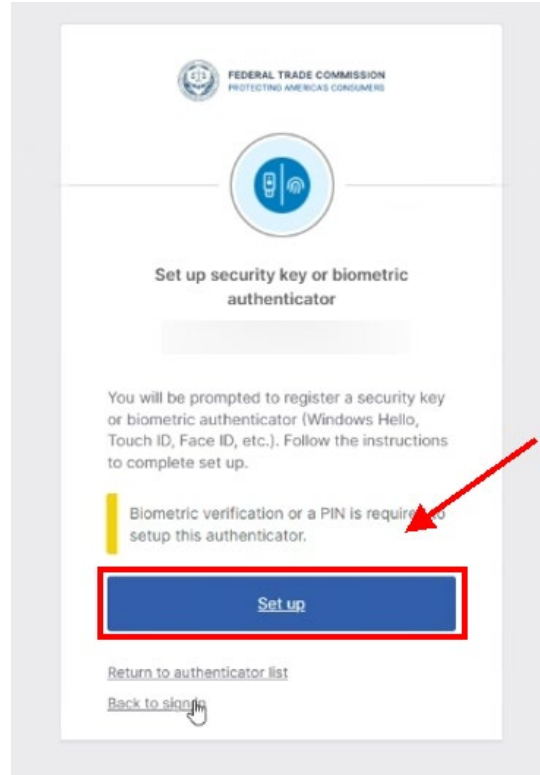 FEDERAL TRADE COMMISSION
PROTECTING AMERICA'S CONSUMERS
Set up security key or biometric
authenticator
You will be prompted to register a security key
or biometric authenticator (Windows Hello,
Touch ID, Face ID, etc.). Follow the instructions
to complete set up.
Biometric verification or a PIN is required to
setup this authenticator.
Set up
Return to authenticator list
Back to sign in